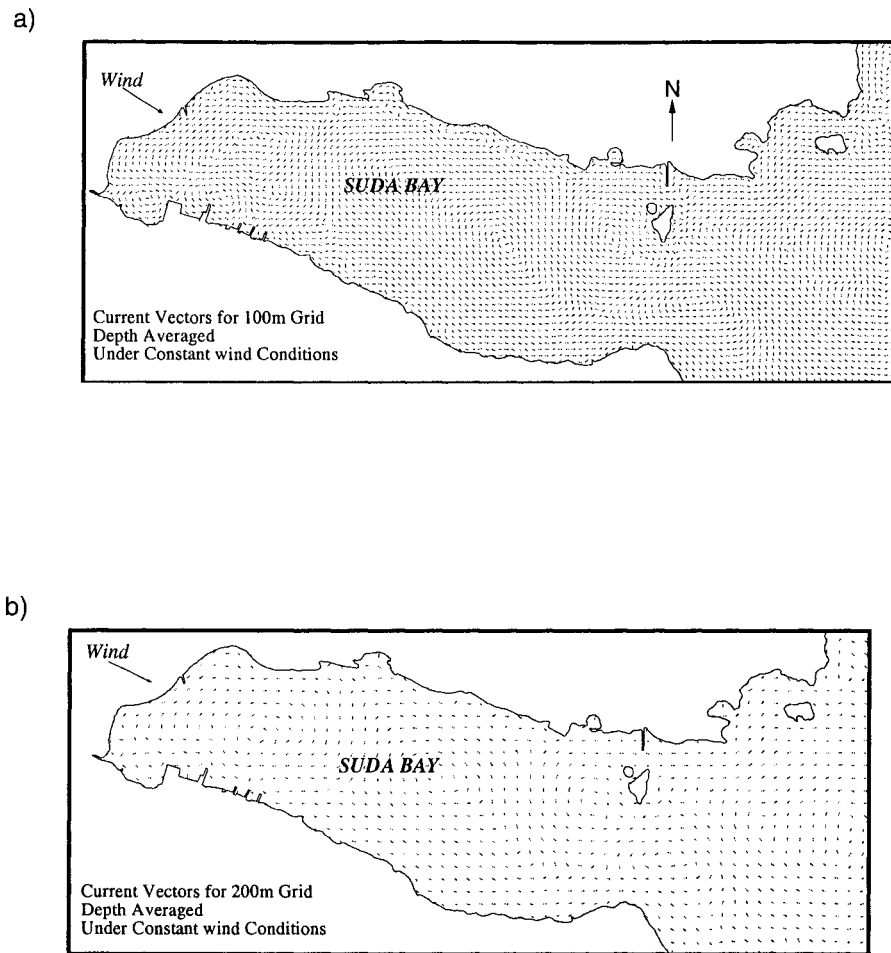 a)
Wind
N
SUDA BAY
Current Vectors for 100m Grid
Depth Averaged
Under Constant wind Conditions
b)
Wind
SUDA BAY
Current Vectors for 200m Grid
Depth Averaged
Under Constant wind Conditions